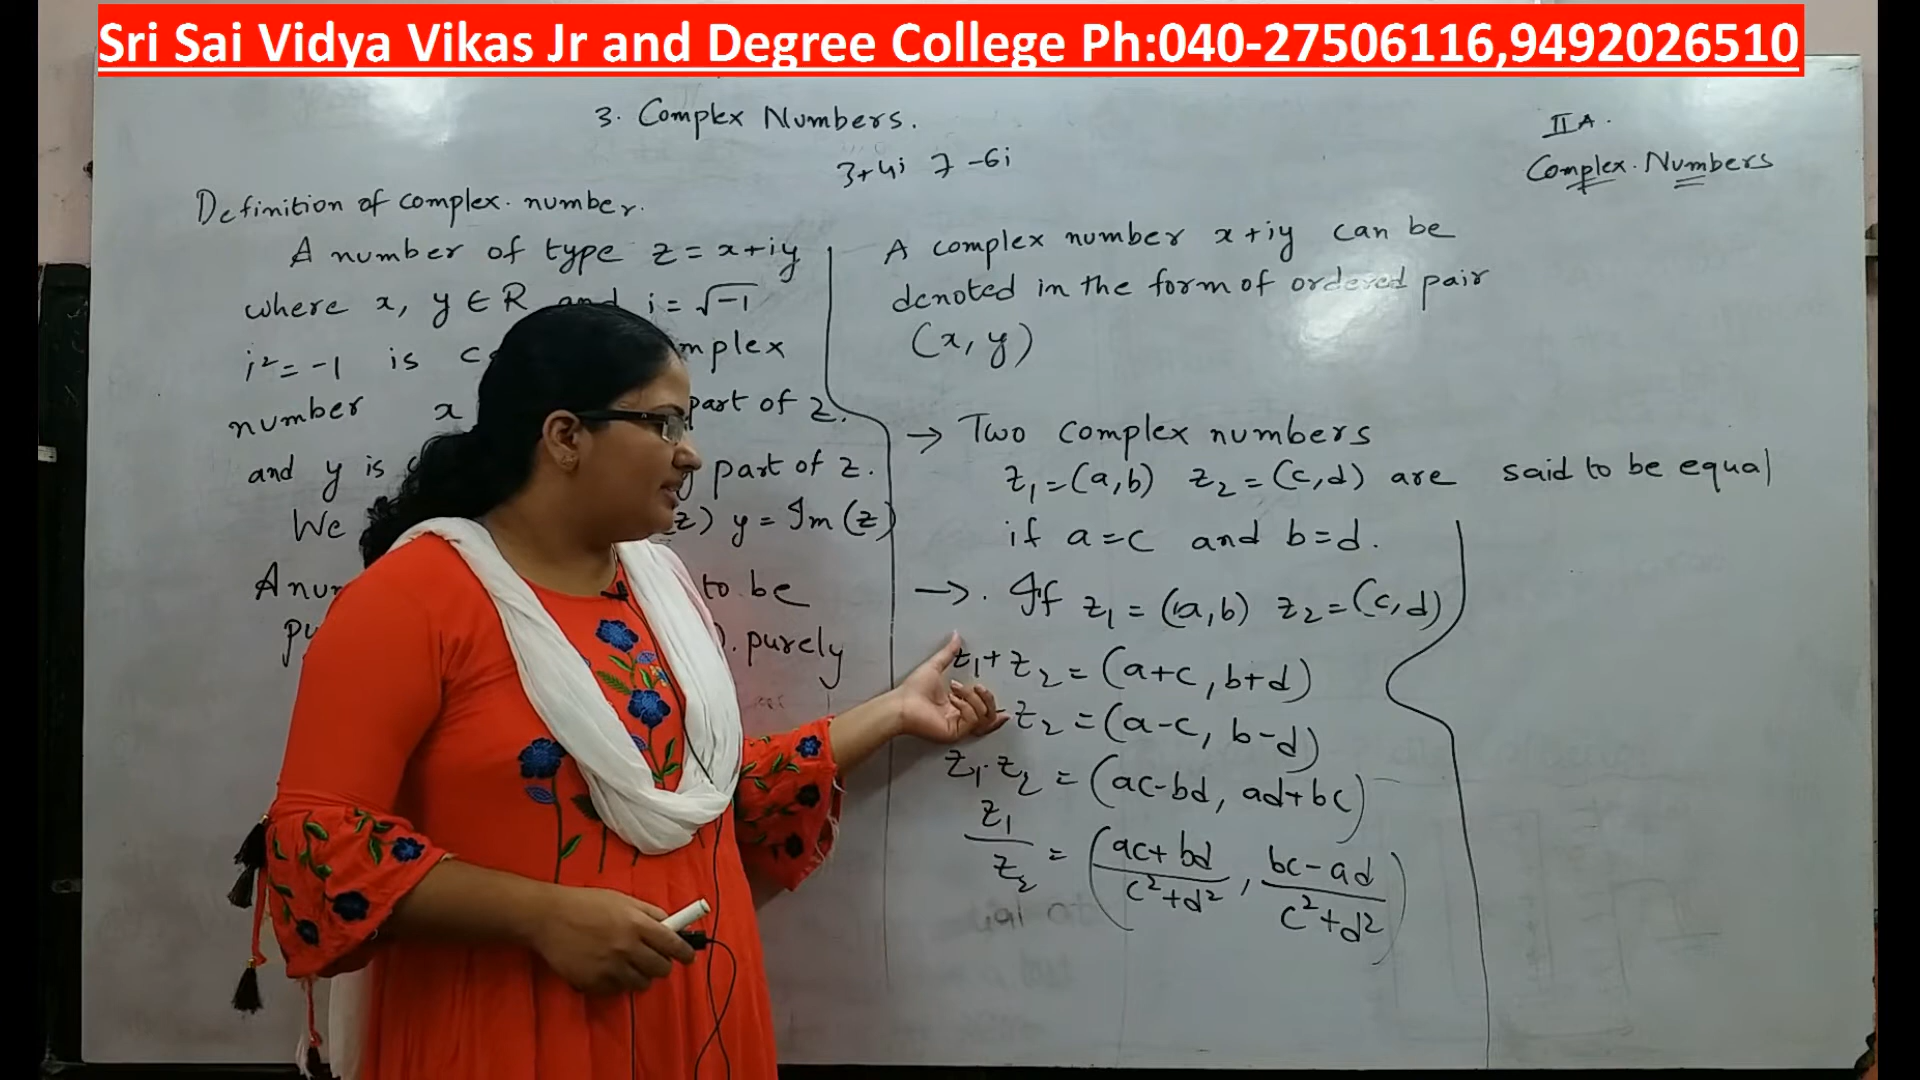 Sri Sai Vidya Vikas Jr and Degree College Ph:040-27506116,9492026510
3. Complex Numbers.
3+4i 7-6i
II A.
Complex. Numbers
Definition of complex. number.
A number of type z = x+iy
where x, y ∈ R and i = √-1
i² = -1 is mplex
number x part of z.
and y is part of z.
We z) y = Im (z)
A num to be
pu . purely
A complex number x+iy can be
denoted in the form of ordered pair
(x, y)
→ Two complex numbers
z₁=(a,b) z₂=(c,d) are said to be equal
if a=c and b=d.
→. If z₁ = (a,b) z₂=(c,d)
z₁+z₂ = (a+c, b+d)
-z₂ = (a-c, b-d)
z₁.z₂ = (ac-bd, ad+bc)
z₁/z₂ = (ac+bd/c²+d², bc-ad/c²+d²)